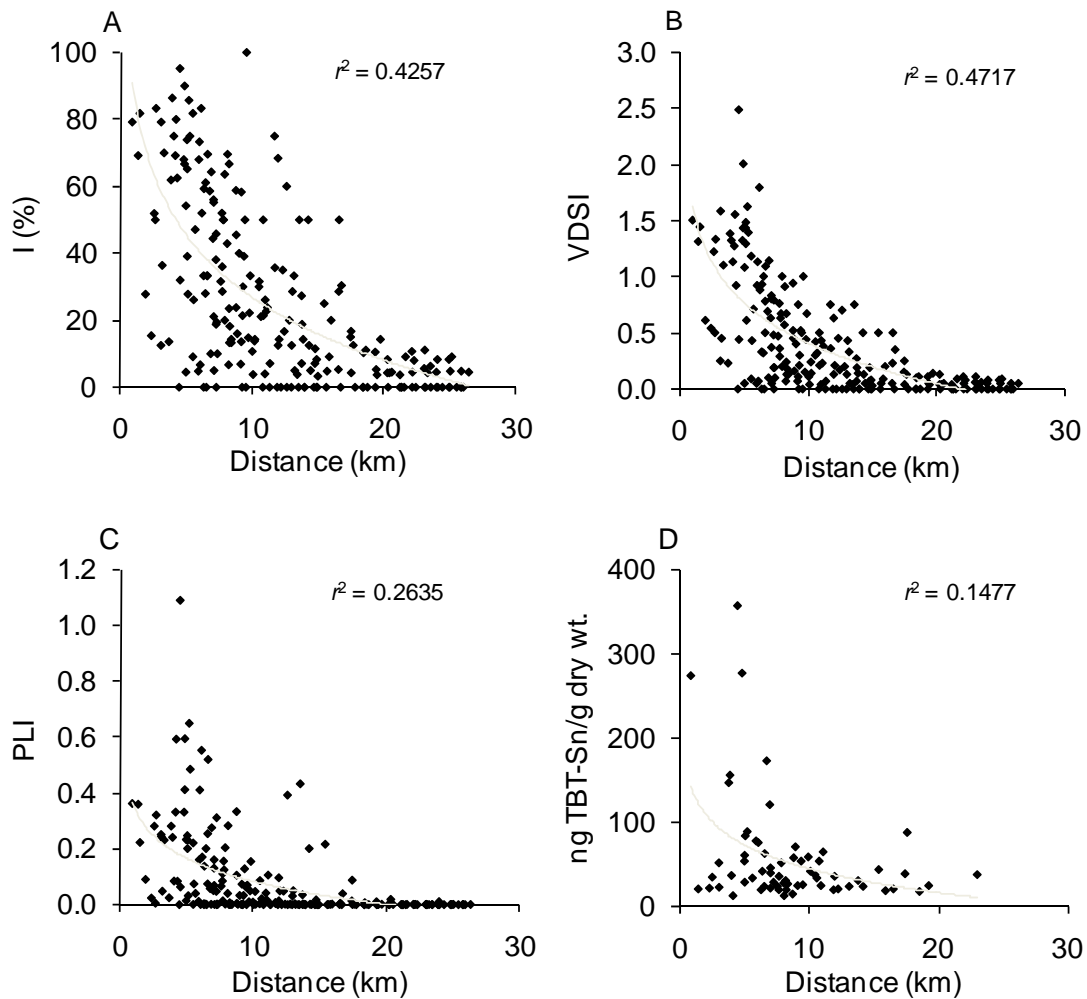 A
I (%)
100
80
60
40
20
0
r² = 0.4257
0 10 20 30
Distance (km)
B
VDSI
3.0
2.5
2.0
1.5
1.0
0.5
0.0
r² = 0.4717
0 10 20 30
Distance (km)
C
PLI
1.2
1.0
0.8
0.6
0.4
0.2
0.0
r² = 0.2635
0 10 20 30
Distance (km)
D
ng TBT-Sn/g dry wt.
400
300
200
100
0
r² = 0.1477
0 10 20 30
Distance (km)